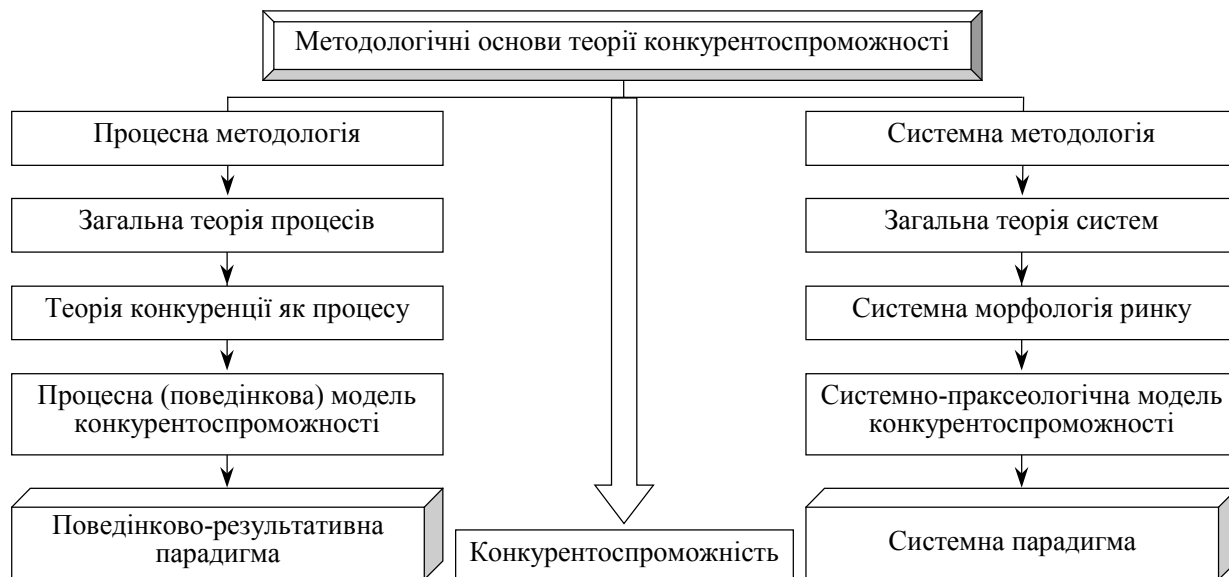 Методологічні основи теорії конкурентоспроможності
Процесна методологія
Системна методологія
Загальна теорія процесів
Загальна теорія систем
Теорія конкуренції як процесу
Системна морфологія ринку
Процесна (поведінкова) модель
конкурентоспроможності
Системно-праксеологічна модель
конкурентоспроможності
Поведінково-результативна
парадигма
Конкурентоспроможність
Системна парадигма